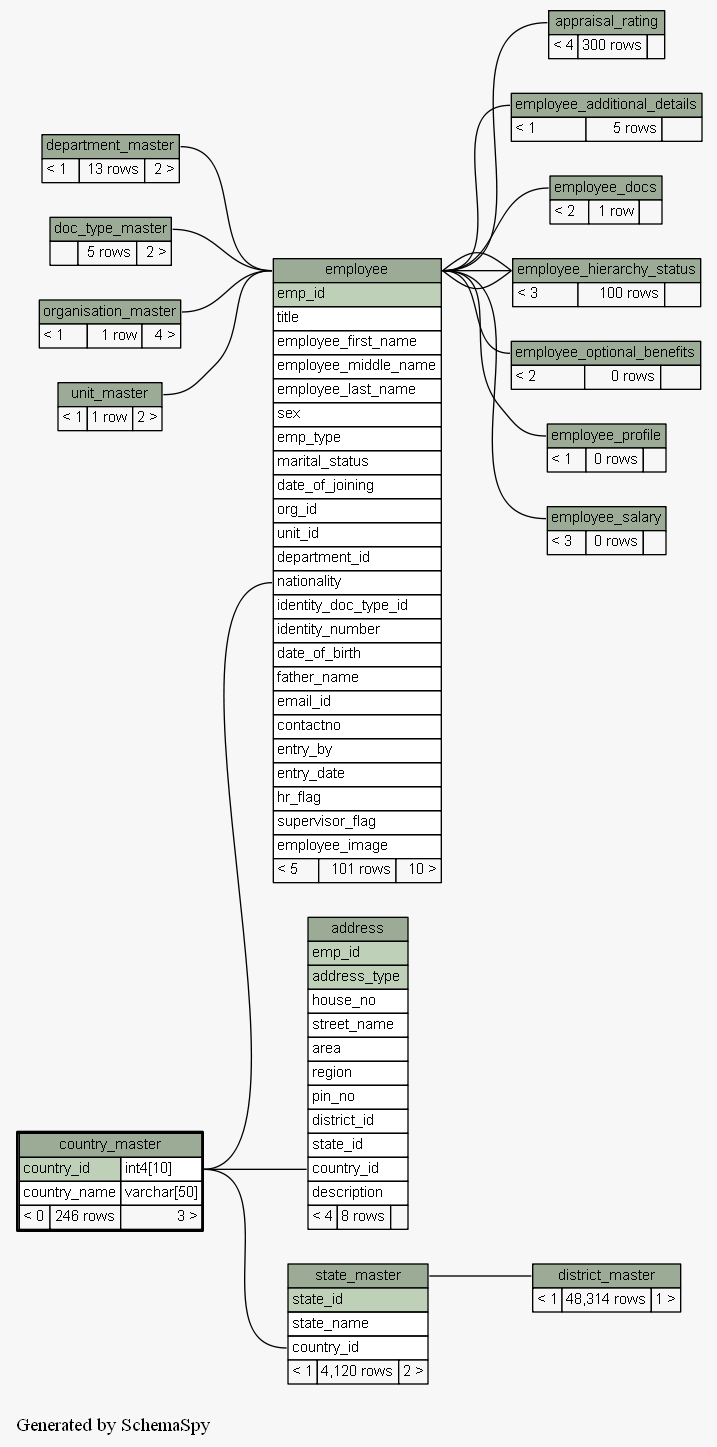 appraisal_rating
< 4 300 rows
employee_additional_details
< 1 5 rows
department_master
< 1 13 rows 2 >
employee_docs
< 2 1 row
doc_type_master
5 rows 2 >
employee_hierarchy_status
< 3 100 rows
organisation_master
< 1 1 row 4 >
employee_optional_benefits
< 2 0 rows
unit_master
< 1 1 row 2 >
employee_profile
< 1 0 rows
employee_salary
< 3 0 rows
employee
emp_id
title
employee_first_name
employee_middle_name
employee_last_name
sex
emp_type
marital_status
date_of_joining
org_id
unit_id
department_id
nationality
identity_doc_type_id
identity_number
date_of_birth
father_name
email_id
contactno
entry_by
entry_date
hr_flag
supervisor_flag
employee_image
< 5 101 rows 10 >
address
emp_id
address_type
house_no
street_name
area
region
pin_no
district_id
state_id
country_id
description
< 4 8 rows
country_master
country_id int4[10]
country_name varchar[50]
< 0 246 rows 3 >
state_master
state_id
state_name
country_id
< 1 4,120 rows 2 >
district_master
< 1 48,314 rows 1 >
Generated by SchemaSpy